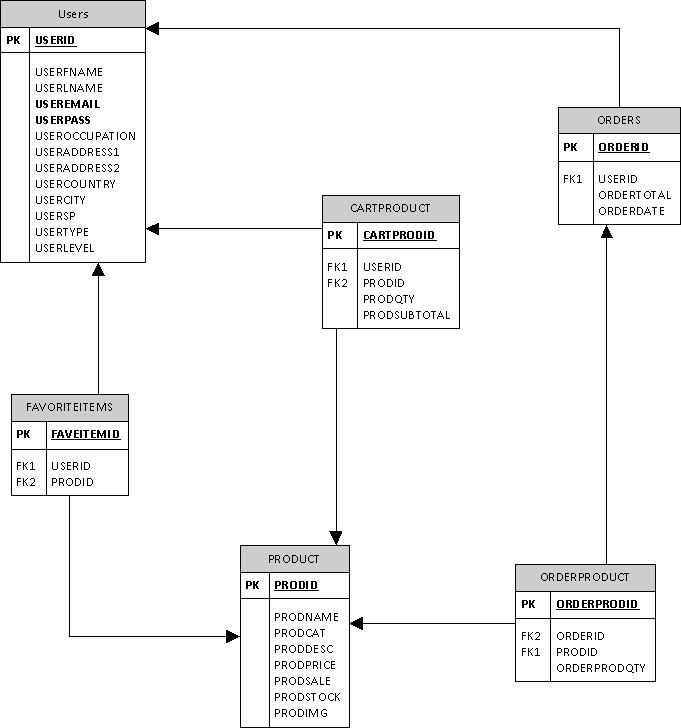 Users
PK USERID
USERFNAME
USERLNAME
USEREMAIL
USERPASS
USEROCCUPATION
USERADDRESS1
USERADDRESS2
USERCOUNTRY
USERCITY
USERSP
USERTYPE
USERLEVEL
ORDERS
PK ORDERID
FK1 USERID
ORDERTOTAL
ORDERDATE
CARTPRODUCT
PK CARTPRODID
FK1 USERID
FK2 PRODID
PRODQTY
PRODSUBTOTAL
FAVORITEITEMS
PK FAVEITEMID
FK1 USERID
FK2 PRODID
PRODUCT
PK PRODID
PRODNAME
PRODCAT
PRODDESC
PRODPRICE
PRODSALE
PRODSTOCK
PRODIMG
ORDERPRODUCT
PK ORDERPRODID
FK2 ORDERID
FK1 PRODID
ORDERPRODQTY